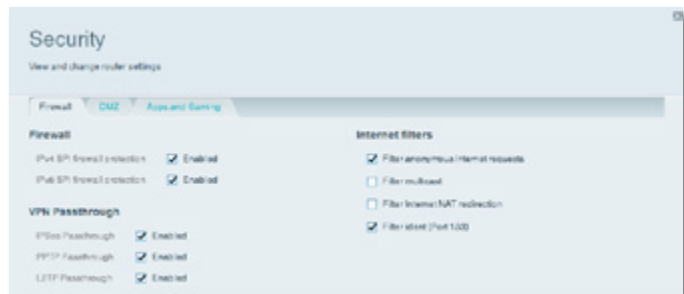 Security
View and change router settings
Firewall DMZ Apps and Gaming
Firewall
IPv4 SPI firewall protection Enabled
IPv6 SPI firewall protection Enabled
VPN Passthrough
IPSec Passthrough Enabled
PPTP Passthrough Enabled
L2TP Passthrough Enabled
Internet filters
Filter anonymous Internet requests
Filter multicast
Filter Internet NAT redirection
Filter ident (Port 113)